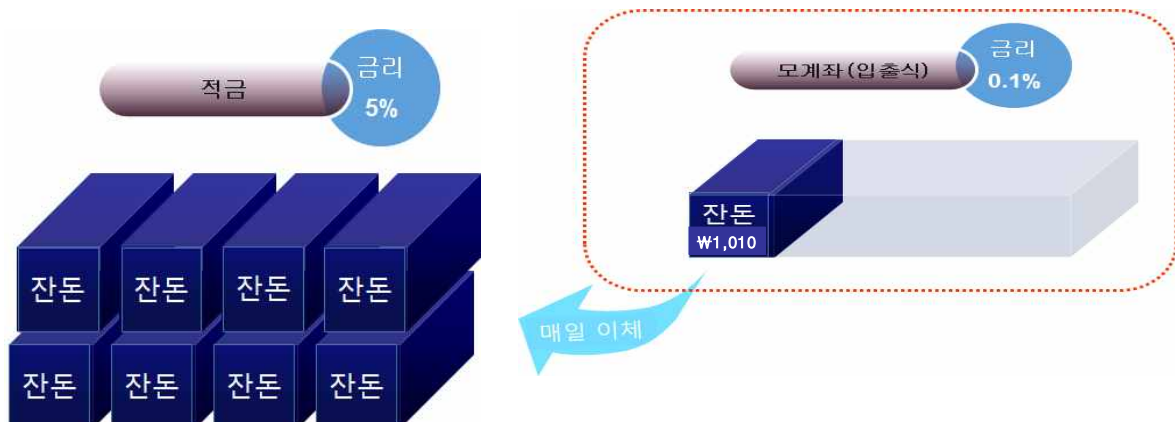 적금
금리
5%
잔돈 잔돈 잔돈 잔돈
잔돈 잔돈 잔돈 잔돈
모계좌(입출식)
금리
0.1%
잔돈
₩1,010
매일 이체